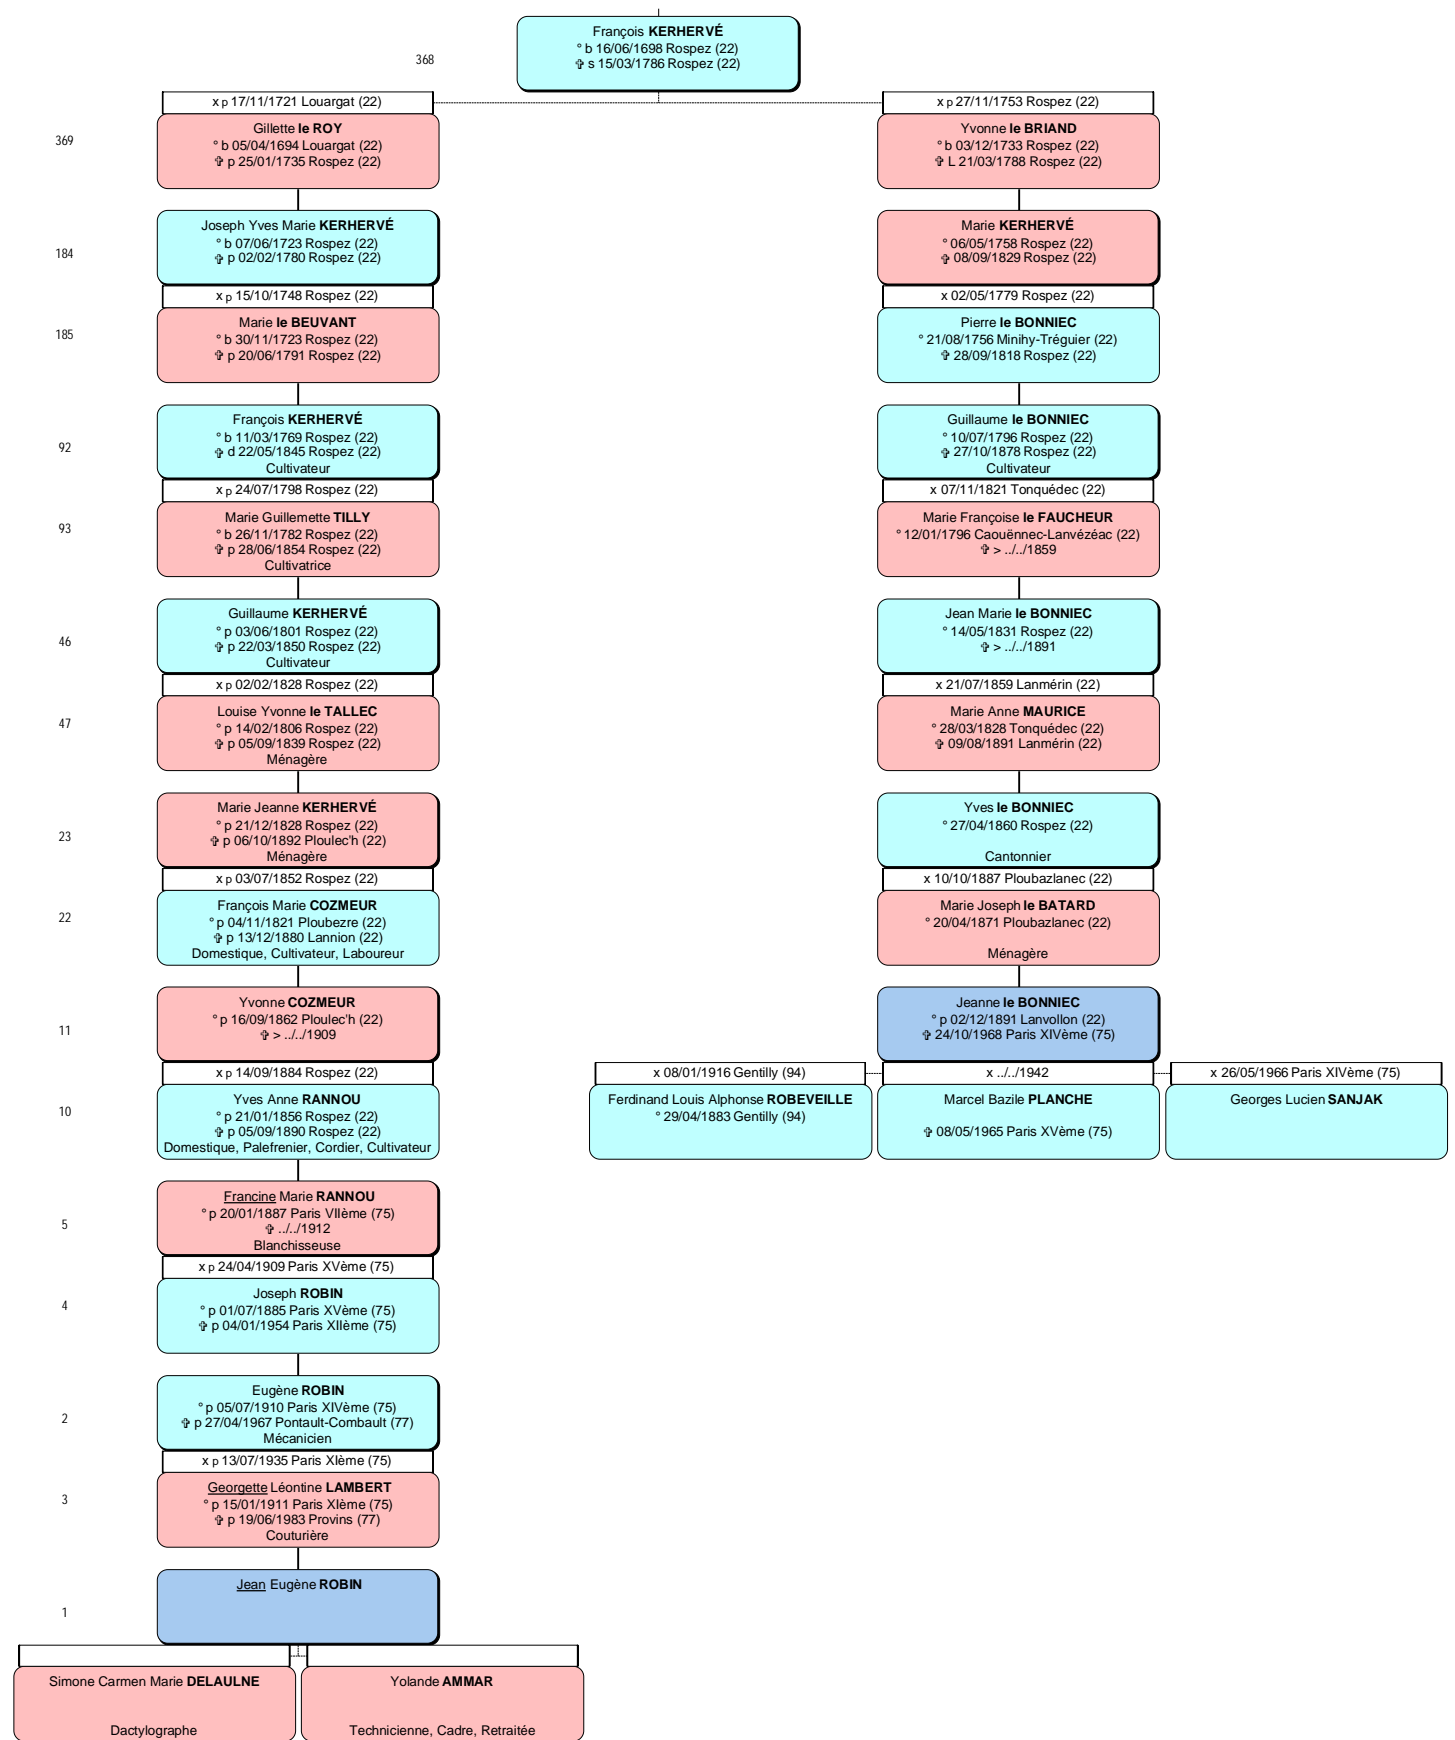 François KERHERVÉ
° b 16/06/1698 Rospez (22)
✞ s 15/03/1786 Rospez (22)
368
x p 17/11/1721 Louargat (22)
x p 27/11/1753 Rospez (22)
369
Gillette le ROY
° b 05/04/1694 Louargat (22)
✞ p 25/01/1735 Rospez (22)
Yvonne le BRIAND
° b 03/12/1733 Rospez (22)
✞ L 21/03/1788 Rospez (22)
184
Joseph Yves Marie KERHERVÉ
° b 07/06/1723 Rospez (22)
✞ p 02/02/1780 Rospez (22)
Marie KERHERVÉ
° 06/05/1758 Rospez (22)
✞ 08/09/1829 Rospez (22)
x p 15/10/1748 Rospez (22)
x 02/05/1779 Rospez (22)
185
Marie le BEUVANT
° b 30/11/1723 Rospez (22)
✞ p 20/06/1791 Rospez (22)
Pierre le BONNIEC
° 21/08/1756 Minihy-Tréguier (22)
✞ 28/09/1818 Rospez (22)
92
François KERHERVÉ
° b 11/03/1769 Rospez (22)
✞ d 22/05/1845 Rospez (22)
Cultivateur
Guillaume le BONNIEC
° 10/07/1796 Rospez (22)
✞ 27/10/1878 Rospez (22)
Cultivateur
x p 24/07/1798 Rospez (22)
x 07/11/1821 Tonquédec (22)
93
Marie Guillemette TILLY
° b 26/11/1782 Rospez (22)
✞ p 28/06/1854 Rospez (22)
Cultivatrice
Marie Françoise le FAUCHEUR
° 12/01/1796 Caouënnec-Lanvézéac (22)
✞ > ../../1859
46
Guillaume KERHERVÉ
° p 03/06/1801 Rospez (22)
✞ p 22/03/1850 Rospez (22)
Cultivateur
Jean Marie le BONNIEC
° 14/05/1831 Rospez (22)
✞ > ../../1891
x p 02/02/1828 Rospez (22)
x 21/07/1859 Lanmérin (22)
47
Louise Yvonne le TALLEC
° p 14/02/1806 Rospez (22)
✞ p 05/09/1839 Rospez (22)
Ménagère
Marie Anne MAURICE
° 28/03/1828 Tonquédec (22)
✞ 09/08/1891 Lanmérin (22)
23
Marie Jeanne KERHERVÉ
° p 21/12/1828 Rospez (22)
✞ p 06/10/1892 Ploulec'h (22)
Ménagère
Yves le BONNIEC
° 27/04/1860 Rospez (22)
Cantonnier
x p 03/07/1852 Rospez (22)
x 10/10/1887 Ploubazlanec (22)
22
François Marie COZMEUR
° p 04/11/1821 Ploubezre (22)
✞ p 13/12/1880 Lannion (22)
Domestique, Cultivateur, Laboureur
Marie Joseph le BATARD
° 20/04/1871 Ploubazlanec (22)
Ménagère
11
Yvonne COZMEUR
° p 16/09/1862 Ploulec'h (22)
✞ > ../../1909
Jeanne le BONNIEC
° p 02/12/1891 Lanvollon (22)
✞ 24/10/1968 Paris XIVème (75)
x p 14/09/1884 Rospez (22)
x 08/01/1916 Gentilly (94)
x ../../1942
x 26/05/1966 Paris XIVème (75)
10
Yves Anne RANNOU
° p 21/01/1856 Rospez (22)
✞ p 05/09/1890 Rospez (22)
Domestique, Palefrenier, Cordier, Cultivateur
Ferdinand Louis Alphonse ROBEVEILLE
° 29/04/1883 Gentilly (94)
Marcel Bazile PLANCHE
✞ 08/05/1965 Paris XVème (75)
Georges Lucien SANJAK
5
Francine Marie RANNOU
° p 20/01/1887 Paris VIIème (75)
✞ ../../1912
Blanchisseuse
x p 24/04/1909 Paris XVème (75)
4
Joseph ROBIN
° p 01/07/1885 Paris XVème (75)
✞ p 04/01/1954 Paris XIIème (75)
2
Eugène ROBIN
° p 05/07/1910 Paris XIVème (75)
✞ p 27/04/1967 Pontault-Combault (77)
Mécanicien
x p 13/07/1935 Paris XIème (75)
3
Georgette Léontine LAMBERT
° p 15/01/1911 Paris XIème (75)
✞ p 19/06/1983 Provins (77)
Couturière
1
Jean Eugène ROBIN
Simone Carmen Marie DELAULNE
Dactylographe
Yolande AMMAR
Technicienne, Cadre, Retraitée